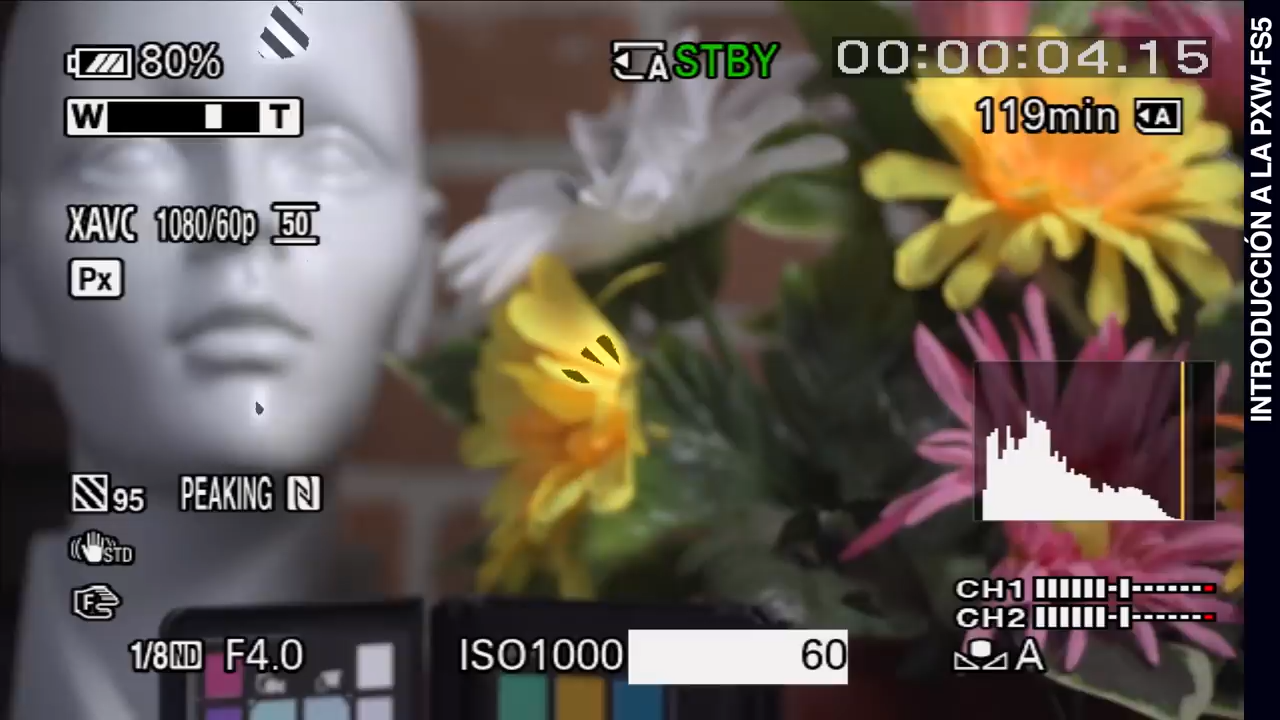 80%
A STBY
00:00:04.15
W T
119min A
XAVC 1080/60p 50
Px
95 PEAKING N
STD
F
CH1
CH2
1/8ND F4.0 ISO1000 60 A
INTRODUCCIÓN A LA PXW-FS5